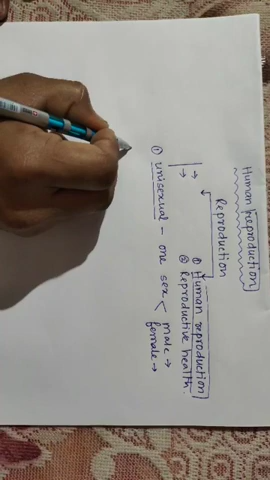 Human reproduction
Reproduction
① Human reproduction
② Reproductive health.
① Unisexual - one sex < male →
female →